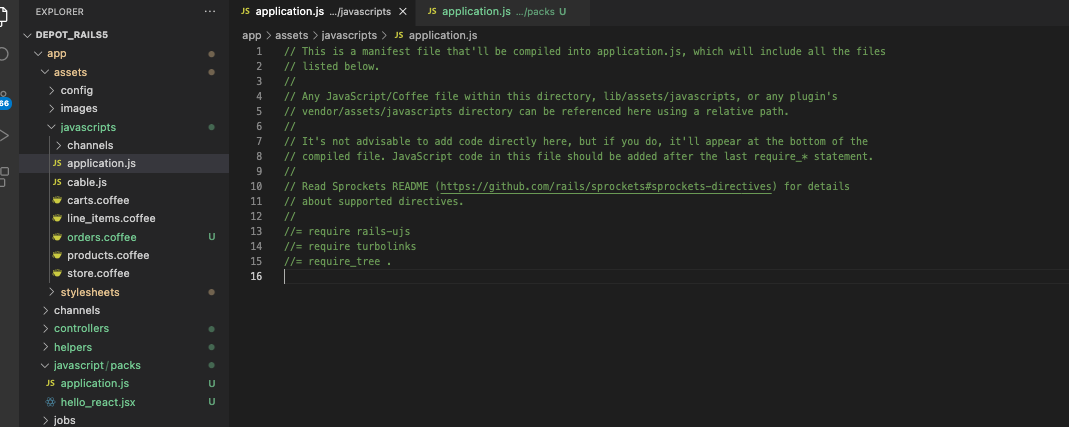 EXPLORER
···
DEPOT_RAILS5
app
assets
config
images
javascripts
channels
JS application.js
JS cable.js
carts.coffee
line_items.coffee
orders.coffee U
products.coffee
store.coffee
stylesheets
channels
controllers
helpers
javascript/packs
JS application.js U
hello_react.jsx U
jobs
66
JS application.js .../javascripts ×
JS application.js .../packs U
app > assets > javascripts > JS application.js
1 // This is a manifest file that'll be compiled into application.js, which will include all the files
2 // listed below.
3 //
4 // Any JavaScript/Coffee file within this directory, lib/assets/javascripts, or any plugin's
5 // vendor/assets/javascripts directory can be referenced here using a relative path.
6 //
7 // It's not advisable to add code directly here, but if you do, it'll appear at the bottom of the
8 // compiled file. JavaScript code in this file should be added after the last require_* statement.
9 //
10 // Read Sprockets README (https://github.com/rails/sprockets#sprockets-directives) for details
11 // about supported directives.
12 //
13 //= require rails-ujs
14 //= require turbolinks
15 //= require_tree .
16